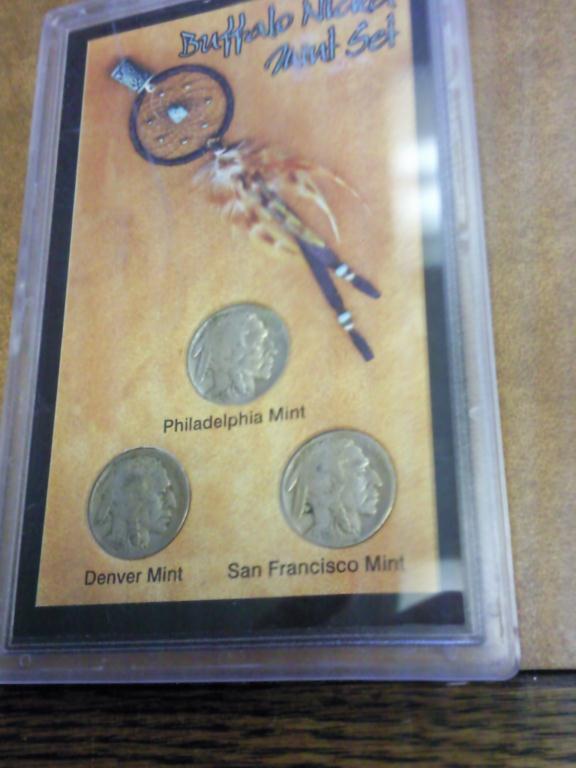 Buffalo Nickel
Mint Set
Philadelphia Mint
Denver Mint
San Francisco Mint